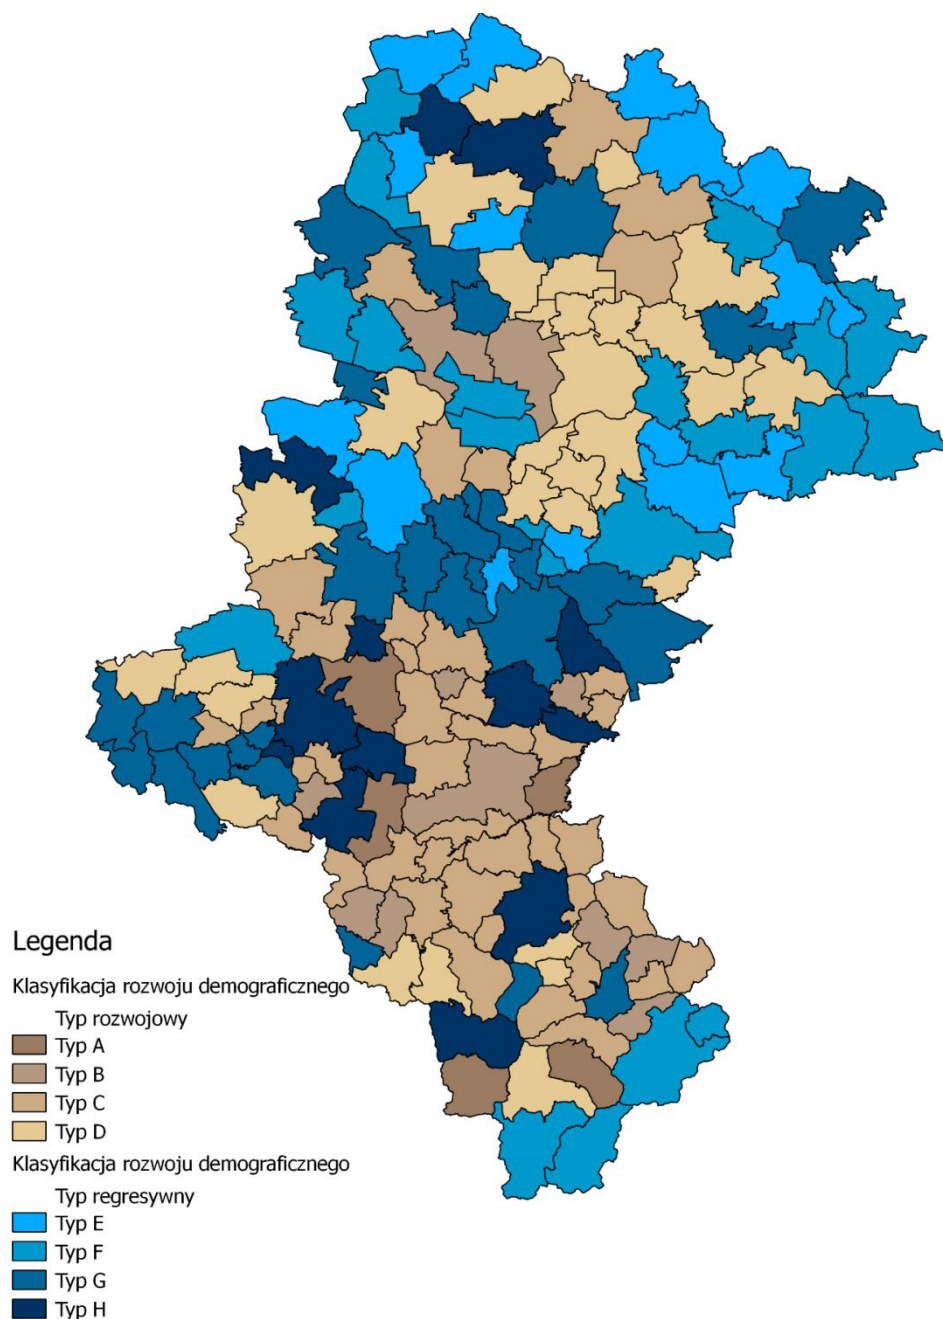 Legenda
Klasyfikacja rozwoju demograficznego
Typ rozwojowy
Typ A
Typ B
Typ C
Typ D
Klasyfikacja rozwoju demograficznego
Typ regresywny
Typ E
Typ F
Typ G
Typ H